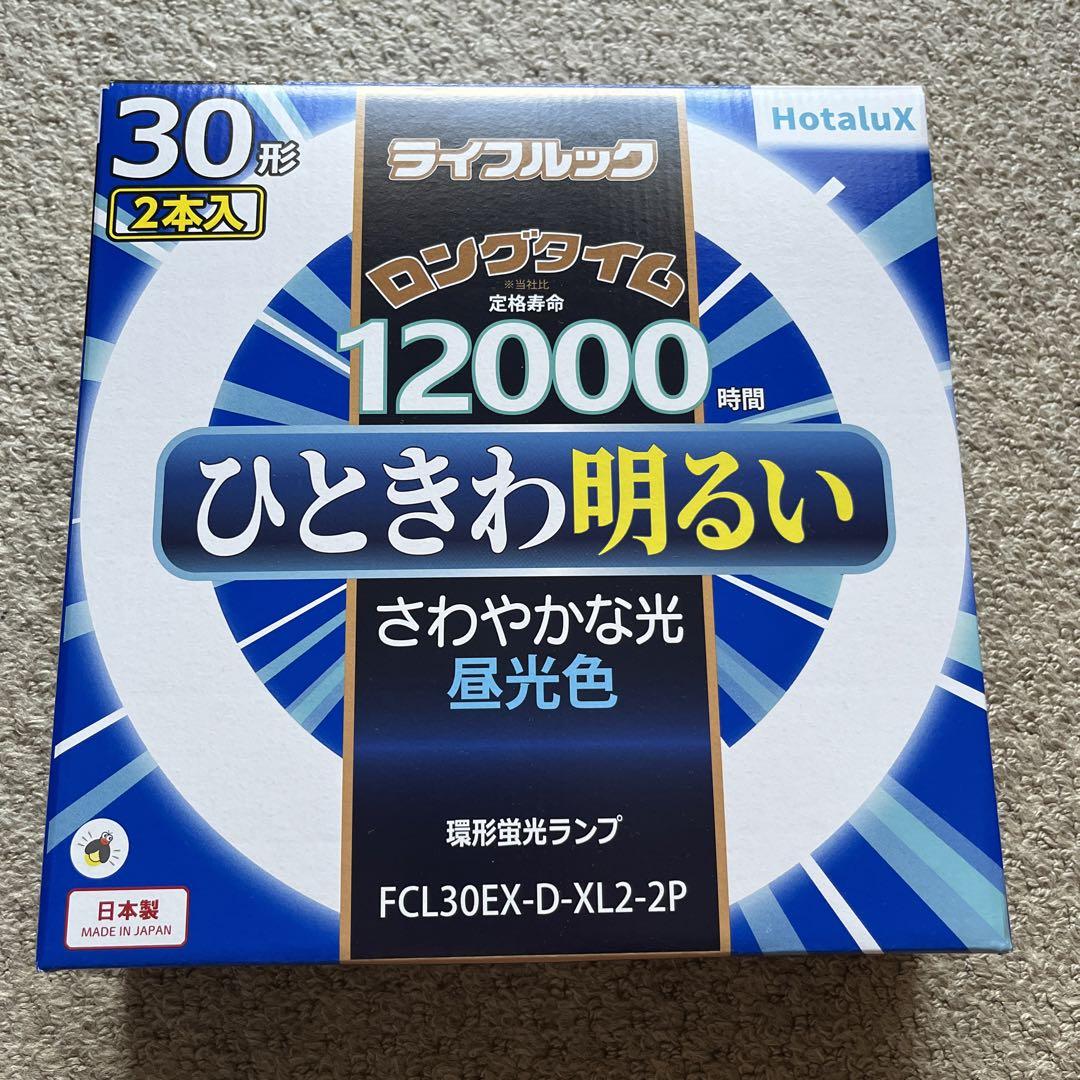 30形
2本入
HotaluX
ライフルック
ロングタイム
※当社比
定格寿命
12000時間
ひときわ明るい
さわやかな光
昼光色
環形蛍光ランプ
FCL30EX-D-XL2-2P
日本製
MADE IN JAPAN